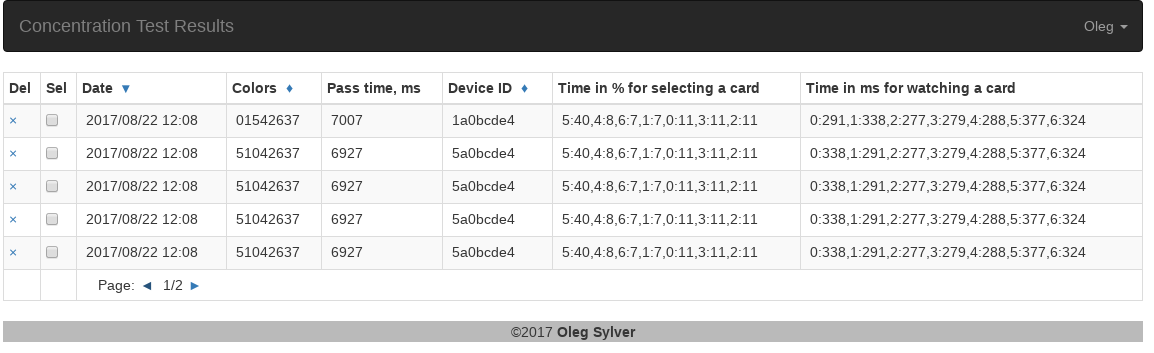 Concentration Test Results Oleg
Del Sel Date ▼ Colors ♦ Pass time, ms Device ID ♦ Time in % for selecting a card Time in ms for watching a card
× 2017/08/22 12:08 01542637 7007 1a0bcde4 5:40,4:8,6:7,1:7,0:11,3:11,2:11 0:291,1:338,2:277,3:279,4:288,5:377,6:324
× 2017/08/22 12:08 51042637 6927 5a0bcde4 5:40,4:8,6:7,1:7,0:11,3:11,2:11 0:338,1:291,2:277,3:279,4:288,5:377,6:324
× 2017/08/22 12:08 51042637 6927 5a0bcde4 5:40,4:8,6:7,1:7,0:11,3:11,2:11 0:338,1:291,2:277,3:279,4:288,5:377,6:324
× 2017/08/22 12:08 51042637 6927 5a0bcde4 5:40,4:8,6:7,1:7,0:11,3:11,2:11 0:338,1:291,2:277,3:279,4:288,5:377,6:324
× 2017/08/22 12:08 51042637 6927 5a0bcde4 5:40,4:8,6:7,1:7,0:11,3:11,2:11 0:338,1:291,2:277,3:279,4:288,5:377,6:324
Page: ◄ 1/2 ►
©2017 Oleg Sylver